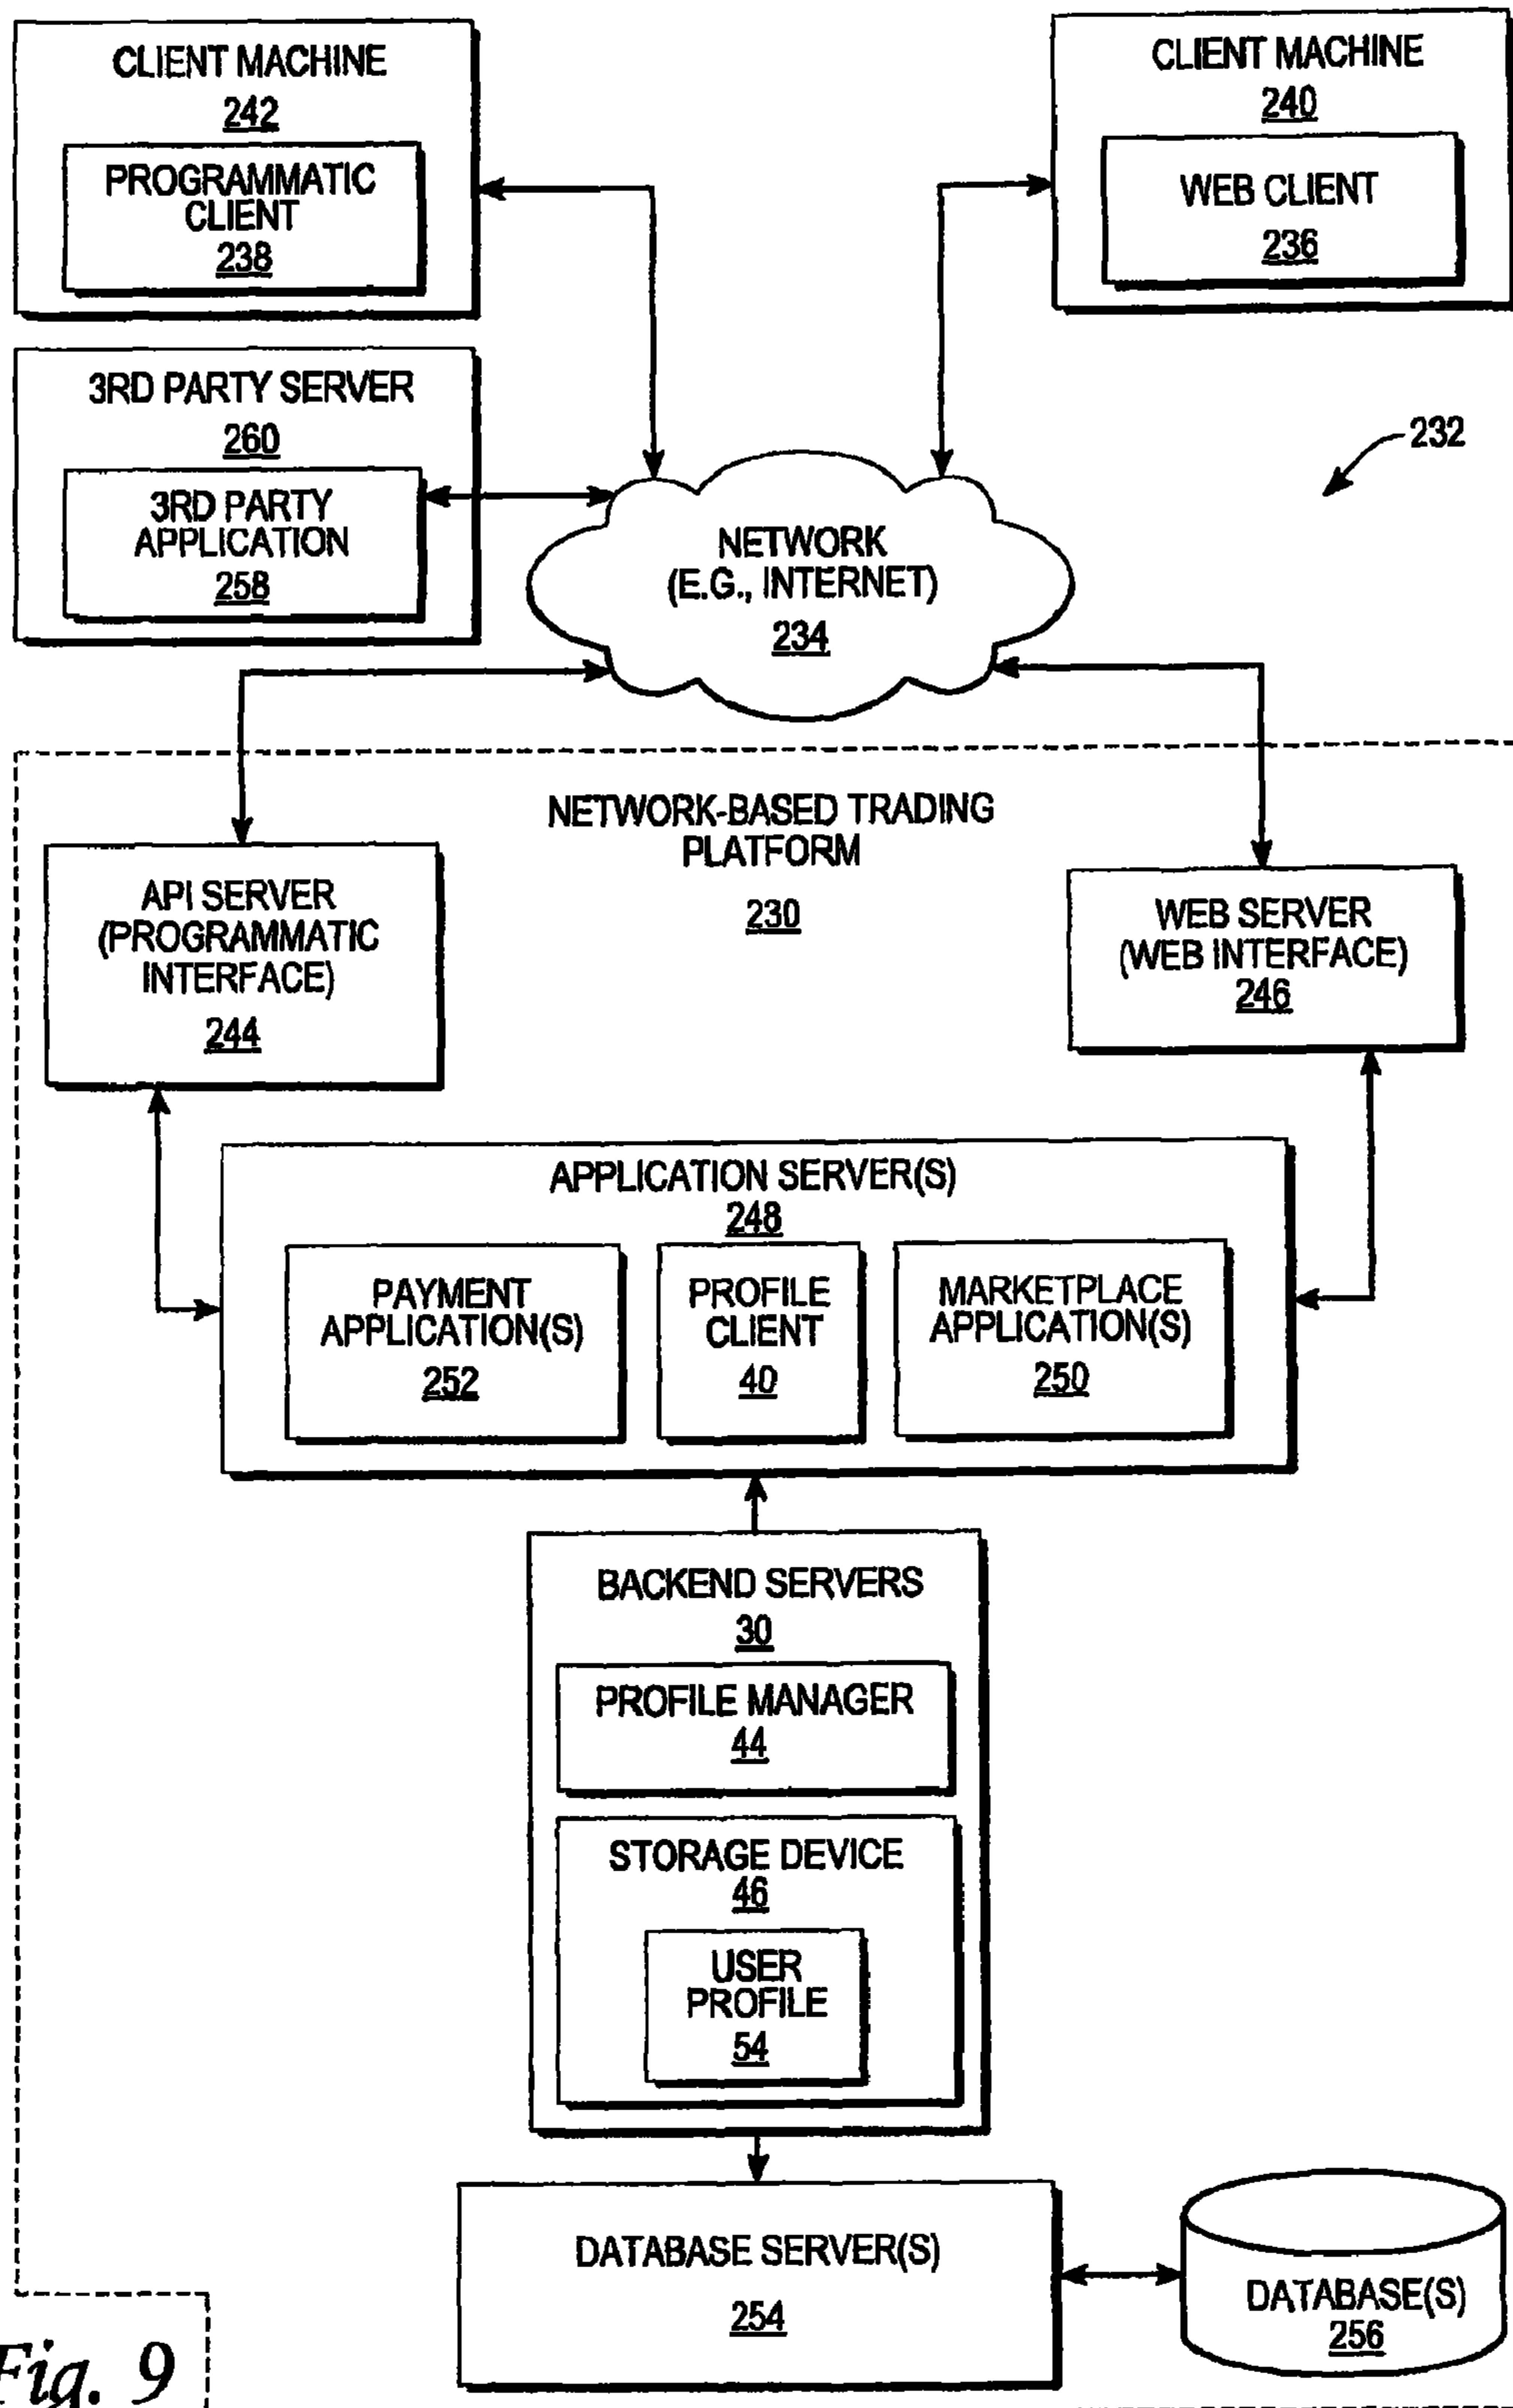 CLIENT MACHINE
242
PROGRAMMATIC
CLIENT
238
CLIENT MACHINE
240
WEB CLIENT
236
3RD PARTY SERVER
260
3RD PARTY
APPLICATION
258
232
NETWORK
(E.G., INTERNET)
234
NETWORK-BASED TRADING
PLATFORM
230
API SERVER
(PROGRAMMATIC
INTERFACE)
244
WEB SERVER
(WEB INTERFACE)
246
APPLICATION SERVER(S)
248
PAYMENT
APPLICATION(S)
252
PROFILE
CLIENT
40
MARKETPLACE
APPLICATION(S)
250
BACKEND SERVERS
30
PROFILE MANAGER
44
STORAGE DEVICE
46
USER
PROFILE
54
DATABASE SERVER(S)
254
DATABASE(S)
256
Fig. 9